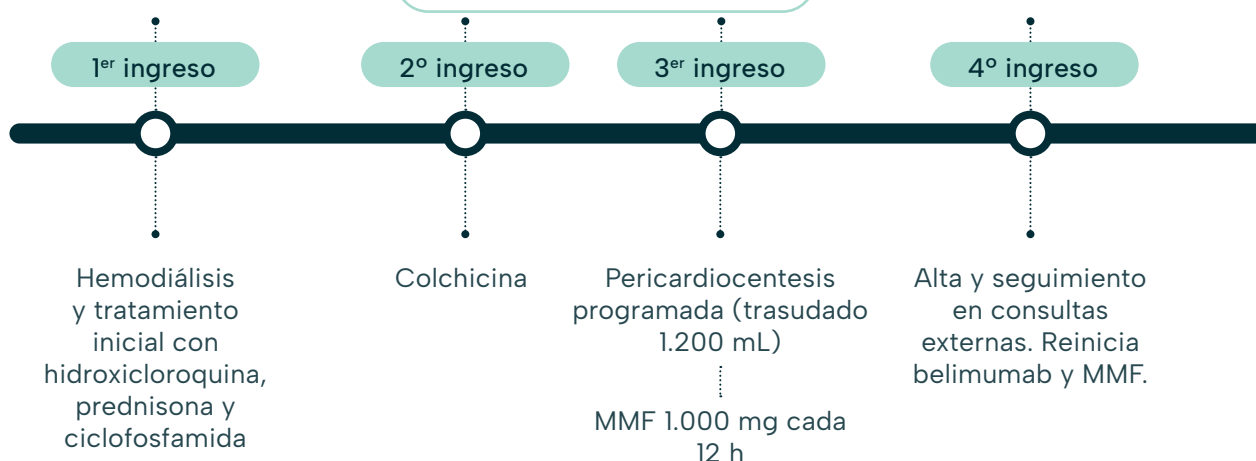 1er ingreso
2º ingreso
3er ingreso
4º ingreso
Hemodiálisis
y tratamiento
inicial con
hidroxicloroquina,
prednisona y
ciclofosfamida
Colchicina
Pericardiocentesis
programada (trasudado
1.200 mL)
MMF 1.000 mg cada
12 h
Alta y seguimiento
en consultas
externas. Reinicia
belimumab y MMF.